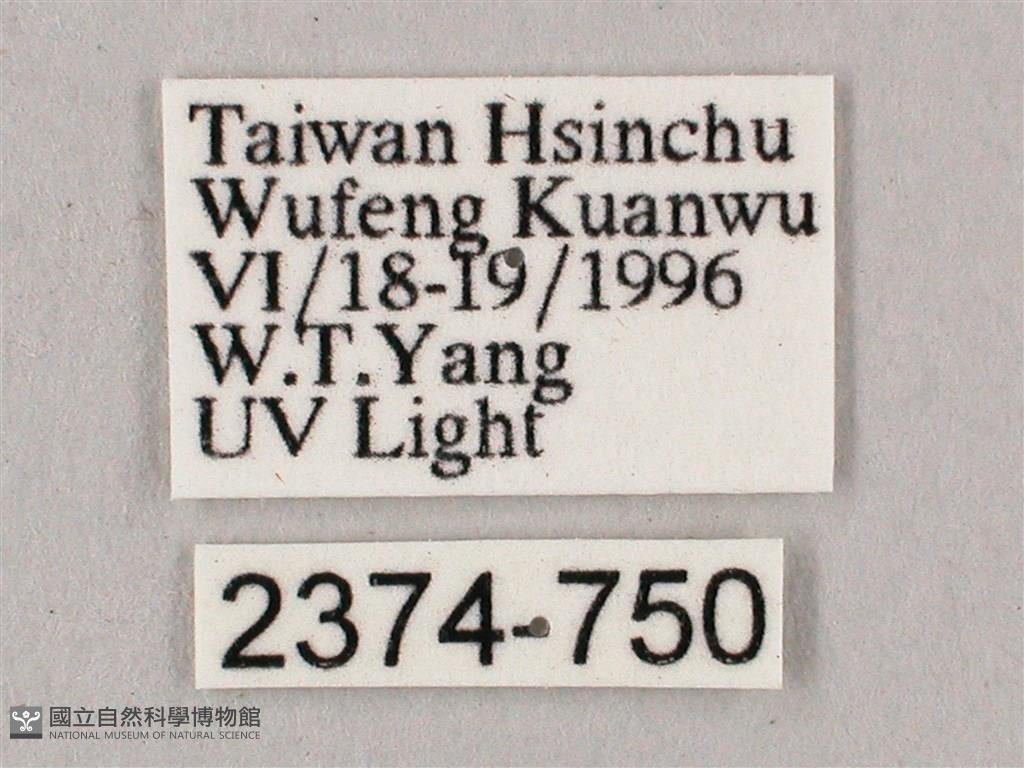 Taiwan Hsinchu
Wufeng Kuanwu
VI/18-19/1996
W.T.Yang
UV Light
2374-750
國立自然科學博物館
NATIONAL MUSEUM OF NATURAL SCIENCE